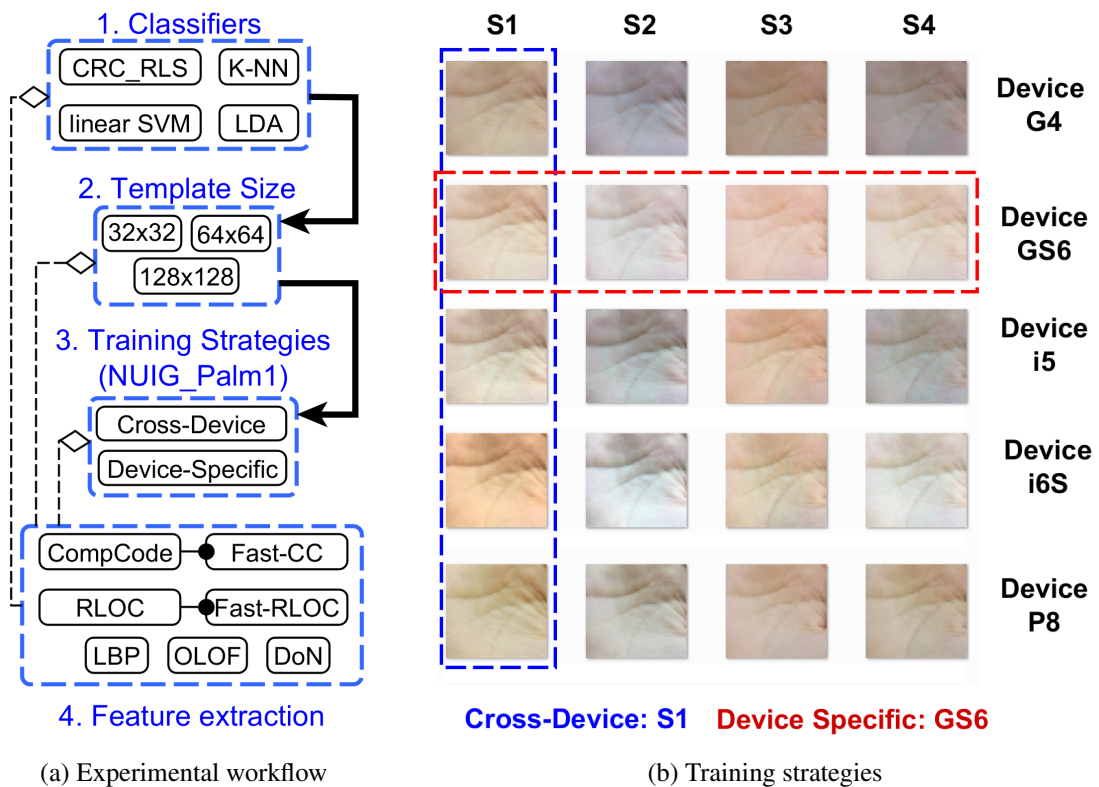 1. Classifiers
CRC_RLS
K-NN
linear SVM
LDA
2. Template Size
32x32
64x64
128x128
3. Training Strategies
(NUIG_Palm1)
Cross-Device
Device-Specific
CompCode
Fast-CC
RLOC
Fast-RLOC
LBP
OLOF
DoN
4. Feature extraction
(a) Experimental workflow
S1
S2
S3
S4
Device
G4
Device
GS6
Device
i5
Device
i6S
Device
P8
Cross-Device: S1
Device Specific: GS6
(b) Training strategies